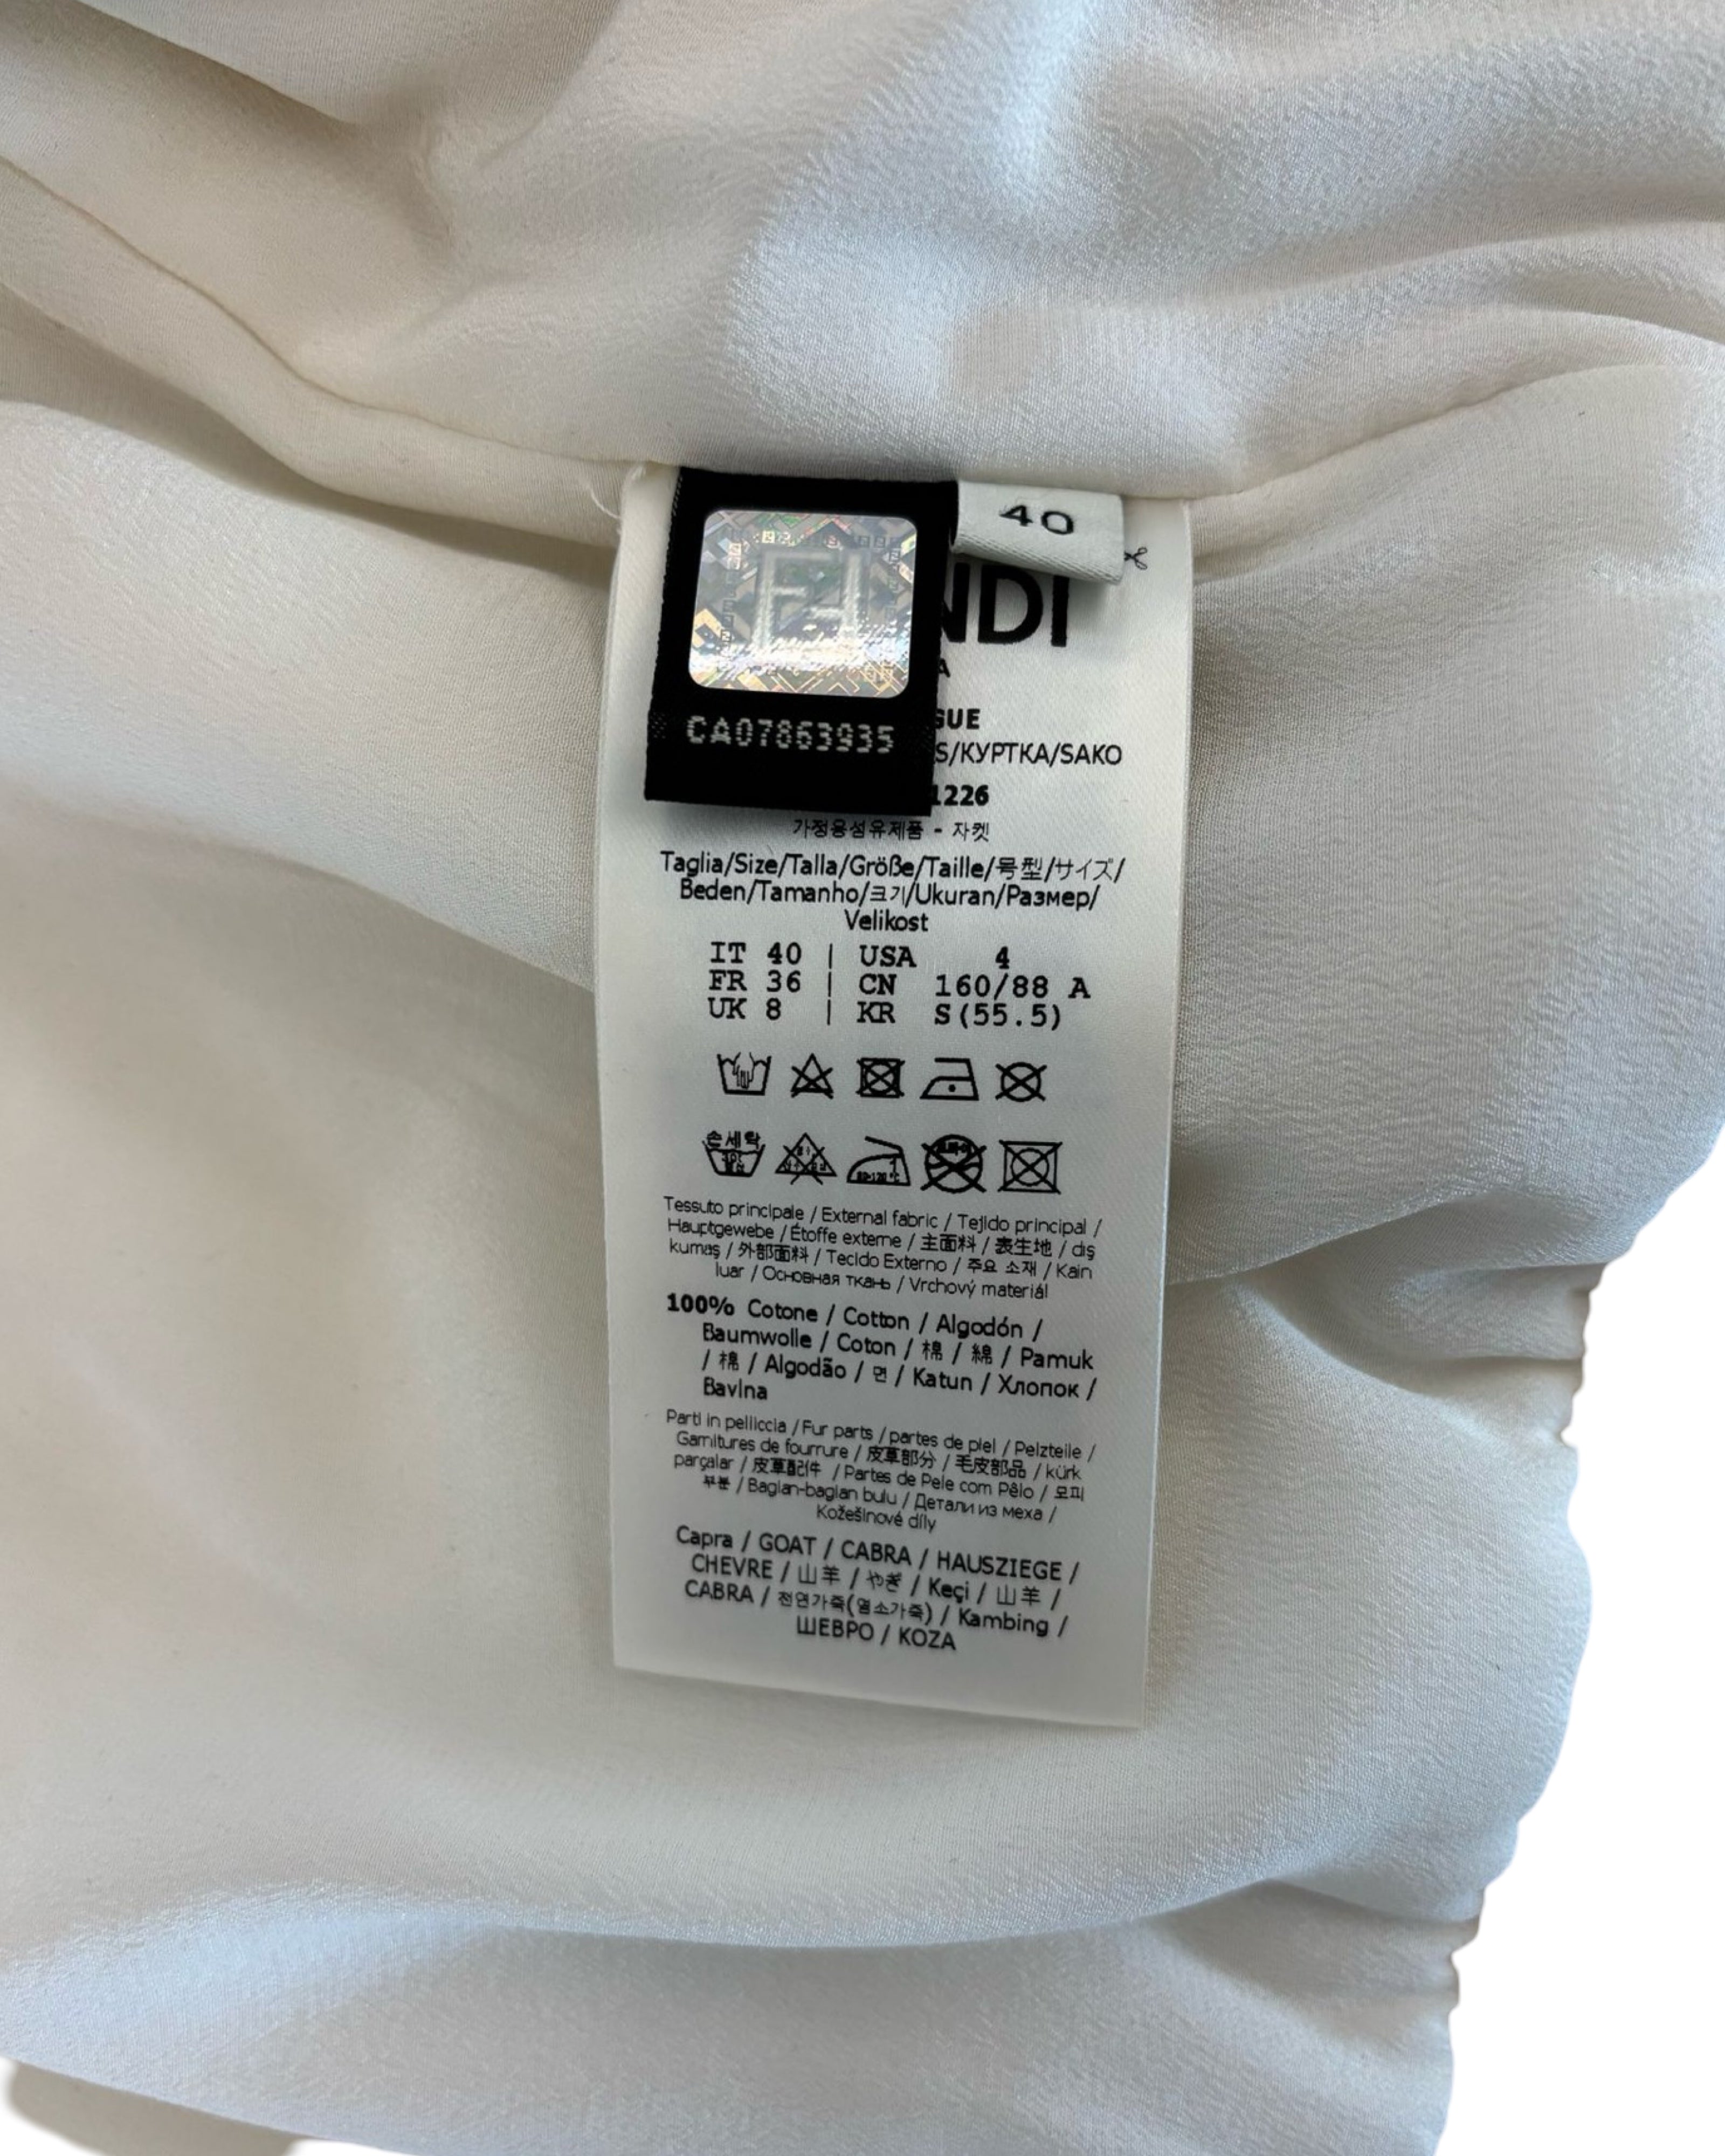 40
NDI
A
GUE
CA07863935
S/КУРТКА/SAKO
1226
가정용섬유제품 - 자켓
Taglia/Size/Talla/Größe/Taille/号型/サイズ/
Beden/Tamanho/크기/Ukuran/Размер/
Velikost
IT 40 | USA 4
FR 36 | CN 160/88 A
UK 8 | KR S(55.5)
손세탁
Tessuto principale / External fabric / Tejido principal /
Hauptgewebe / Étoffe externe / 主面料 / 表生地 / dış
kumaş / 外部面料 / Tecido Externo / 주요 소재 / Kain
luar / Основная ткань / Vrchový materiál
100% Cotone / Cotton / Algodón /
Baumwolle / Coton / 棉 / 綿 / Pamuk
/ 棉 / Algodão / 면 / Katun / Хлопок /
Bavlna
Parti in pelliccia / Fur parts / partes de piel / Pelzteile /
Garnitures de fourrure / 皮草部分 / 毛皮部品 / kürk
parçalar / 皮草配件 / Partes de Pele com Pêlo / 모피
부분 / Bagian-bagian bulu / Детали из меха /
Kožešinové díly
Capra / GOAT / CABRA / HAUSZIEGE /
CHEVRE / 山羊 / やぎ / Keçi / 山羊 /
CABRA / 천연가죽(염소가죽) / Kambing /
ШЕВРО / KOZA